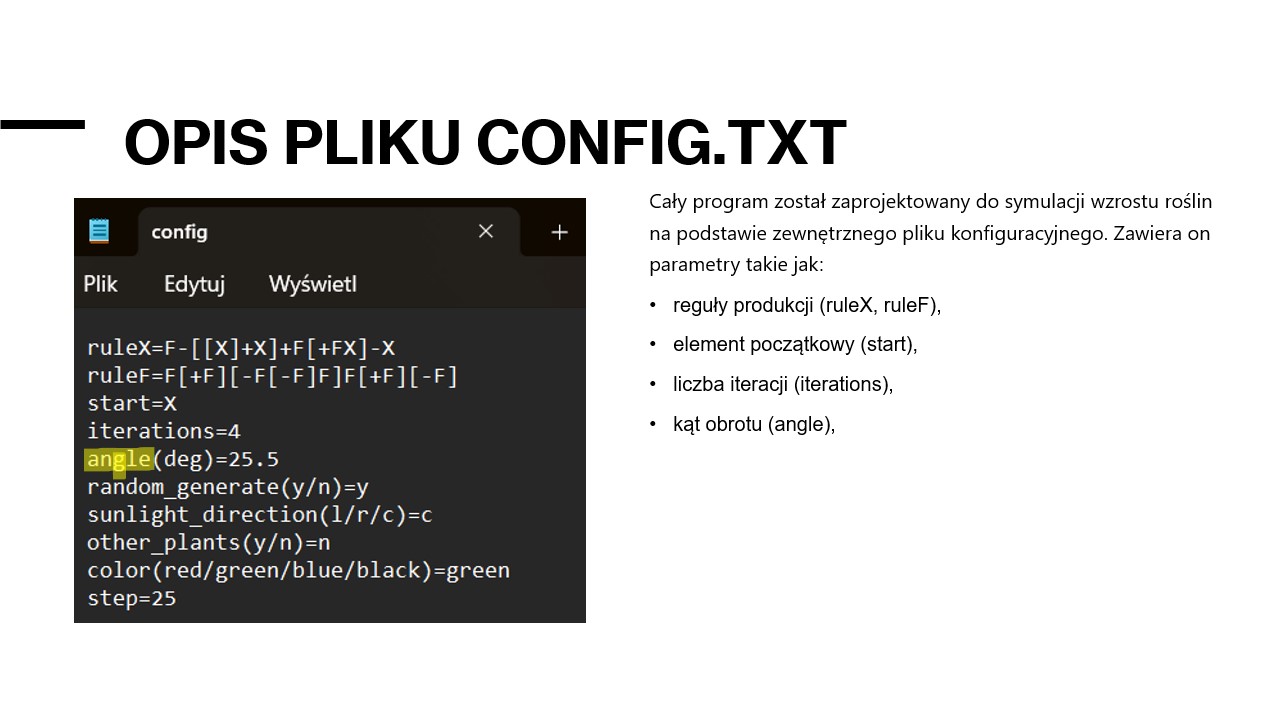 OPIS PLIKU CONFIG.TXT
config
Plik Edytuj Wyświetl
ruleX=F-[[X]+X]+F[+FX]-X
ruleF=F[+F][-F[-F]F]F[+F][-F]
start=X
iterations=4
angle(deg)=25.5
random_generate(y/n)=y
sunlight_direction(l/r/c)=c
other_plants(y/n)=n
color(red/green/blue/black)=green
step=25
Cały program został zaprojektowany do symulacji wzrostu roślin
na podstawie zewnętrznego pliku konfiguracyjnego. Zawiera on
parametry takie jak:
• reguły produkcji (ruleX, ruleF),
• element początkowy (start),
• liczba iteracji (iterations),
• kąt obrotu (angle),